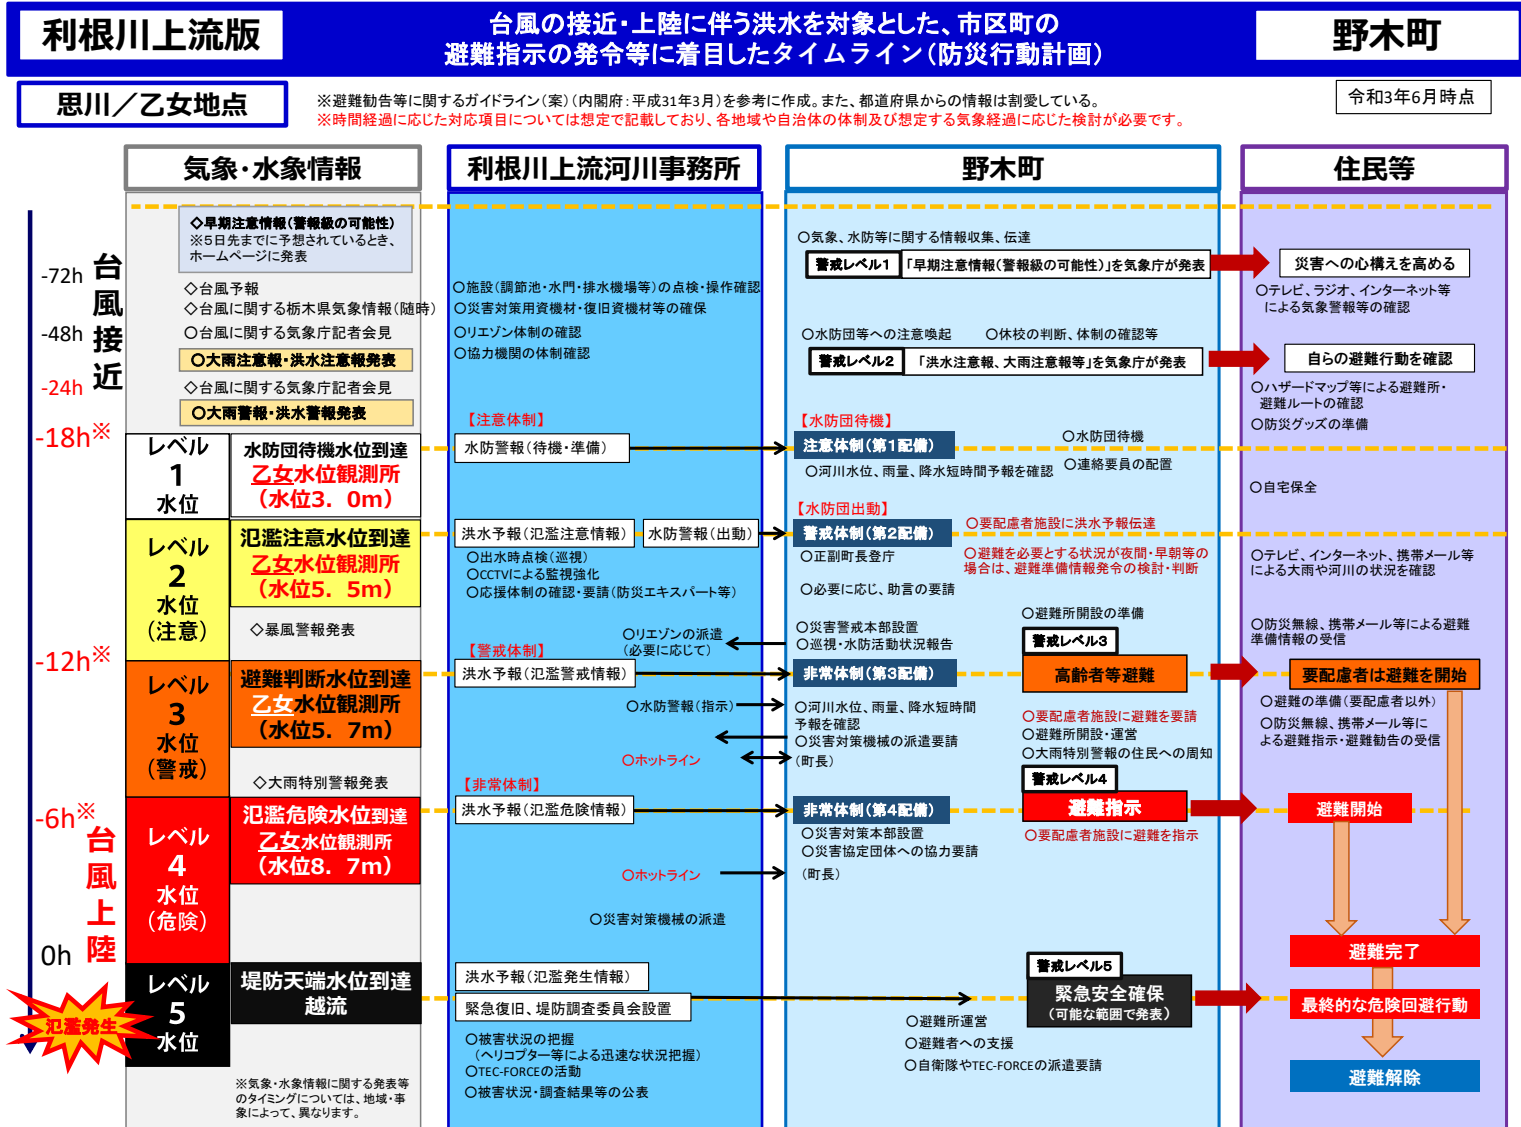 利根川上流版
台風の接近・上陸に伴う洪水を対象とした、市区町の
避難指示の発令等に着目したタイムライン（防災行動計画）
野木町
思川／乙女地点
※避難勧告等に関するガイドライン（案）（内閣府：平成31年3月）を参考に作成。また、都道府県からの情報は割愛している。
※時間経過に応じた対応項目については想定で記載しており、各地域や自治体の体制及び想定する気象経過に応じた検討が必要です。
令和3年6月時点
気象・水象情報
利根川上流河川事務所
野木町
住民等
-72h
-48h
-24h
-18h※
-12h※
-6h※
0h
台風接近
台風上陸
氾濫発生
◇早期注意情報（警報級の可能性）
※5日先までに予想されているとき、
ホームページに発表
◇台風予報
◇台風に関する栃木県気象情報（随時）
○台風に関する気象庁記者会見
○大雨注意報・洪水注意報発表
◇台風に関する気象庁記者会見
○大雨警報・洪水警報発表
レベル
1
水位
水防団待機水位到達
乙女水位観測所
（水位3．0m）
レベル
2
水位
（注意）
氾濫注意水位到達
乙女水位観測所
（水位5．5m）
◇暴風警報発表
レベル
3
水位
（警戒）
避難判断水位到達
乙女水位観測所
（水位5．7m）
◇大雨特別警報発表
レベル
4
水位
（危険）
氾濫危険水位到達
乙女水位観測所
（水位8．7m）
レベル
5
水位
堤防天端水位到達
越流
※気象・水象情報に関する発表等
のタイミングについては、地域・事
象によって、異なります。
○施設（調節池・水門・排水機場等）の点検・操作確認
○災害対策用資機材・復旧資機材等の確保
○リエゾン体制の確認
○協力機関の体制確認
【注意体制】
水防警報（待機・準備）
洪水予報（氾濫注意情報）
水防警報（出動）
○出水時点検（巡視）
○CCTVによる監視強化
○応援体制の確認・要請（防災エキスパート等）
○リエゾンの派遣
（必要に応じて）
【警戒体制】
洪水予報（氾濫警戒情報）
○水防警報（指示）
○ホットライン
【非常体制】
洪水予報（氾濫危険情報）
○ホットライン
○災害対策機械の派遣
洪水予報（氾濫発生情報）
緊急復旧、堤防調査委員会設置
○被害状況の把握
（ヘリコプター等による迅速な状況把握）
○TEC-FORCEの活動
○被害状況・調査結果等の公表
○気象、水防等に関する情報収集、伝達
警戒レベル1
「早期注意情報（警報級の可能性）」を気象庁が発表
○水防団等への注意喚起
○休校の判断、体制の確認等
警戒レベル2
「洪水注意報、大雨注意報等」を気象庁が発表
【水防団待機】
注意体制（第1配備）
○水防団待機
○河川水位、雨量、降水短時間予報を確認
○連絡要員の配置
【水防団出動】
警戒体制（第2配備）
○要配慮者施設に洪水予報伝達
○正副町長登庁
○避難を必要とする状況が夜間・早朝等の
場合は、避難準備情報発令の検討・判断
○必要に応じ、助言の要請
○避難所開設の準備
○災害警戒本部設置
○巡視・水防活動状況報告
警戒レベル3
非常体制（第3配備）
高齢者等避難
○河川水位、雨量、降水短時間
予報を確認
○災害対策機械の派遣要請
（町長）
○要配慮者施設に避難を要請
○避難所開設・運営
○大雨特別警報の住民への周知
警戒レベル4
非常体制（第4配備）
避難指示
○災害対策本部設置
○災害協定団体への協力要請
（町長）
○要配慮者施設に避難を指示
警戒レベル5
緊急安全確保
（可能な範囲で発表）
○避難所運営
○避難者への支援
○自衛隊やTEC-FORCEの派遣要請
災害への心構えを高める
○テレビ、ラジオ、インターネット等
による気象警報等の確認
自らの避難行動を確認
○ハザードマップ等による避難所・
避難ルートの確認
○防災グッズの準備
○自宅保全
○テレビ、インターネット、携帯メール等
による大雨や河川の状況を確認
○防災無線、携帯メール等による避難
準備情報の受信
要配慮者は避難を開始
○避難の準備（要配慮者以外）
○防災無線、携帯メール等に
よる避難指示・避難勧告の受信
避難開始
避難完了
最終的な危険回避行動
避難解除